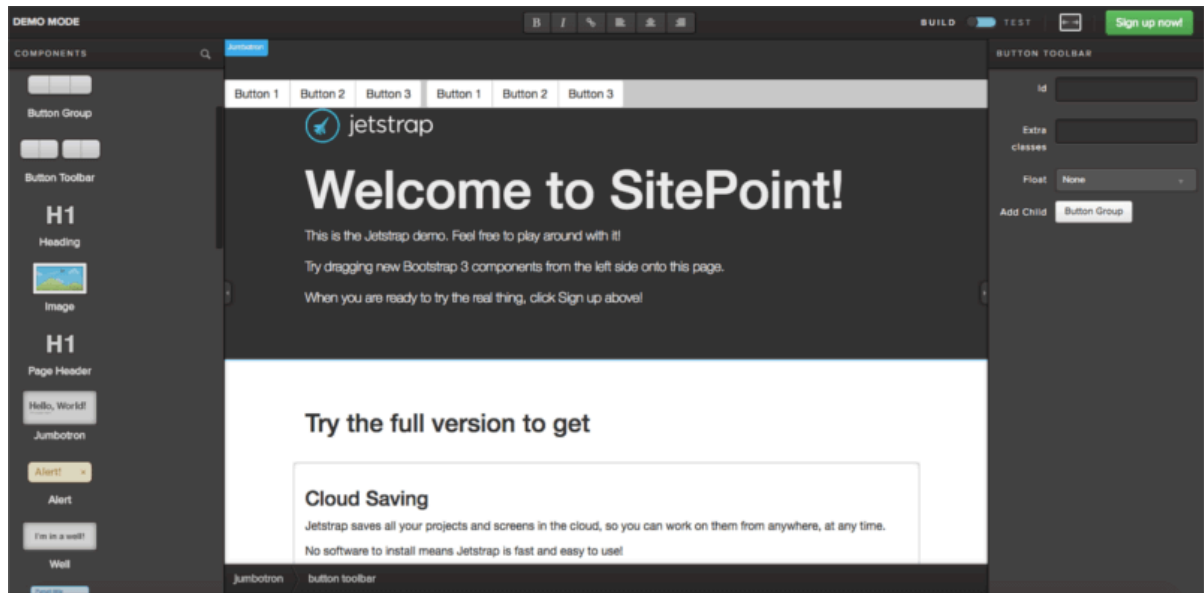 DEMO MODE
B I
BUILD TEST
Sign up now!
COMPONENTS
Button Group
Button Toolbar
H1
Heading
Image
H1
Page Header
Hello, World!
Jumbotron
Alert! ×
Alert
I'm in a well!
Well
Jumbotron
Button 1 Button 2 Button 3 Button 1 Button 2 Button 3
jetstrap
Welcome to SitePoint!
This is the Jetstrap demo. Feel free to play around with it!
Try dragging new Bootstrap 3 components from the left side onto this page.
When you are ready to try the real thing, click Sign up above!
Try the full version to get
Cloud Saving
Jetstrap saves all your projects and screens in the cloud, so you can work on them from anywhere, at any time.
No software to install means Jetstrap is fast and easy to use!
jumbotron button toolbar
BUTTON TOOLBAR
Id
Extra
classes
Float None
Add Child Button Group